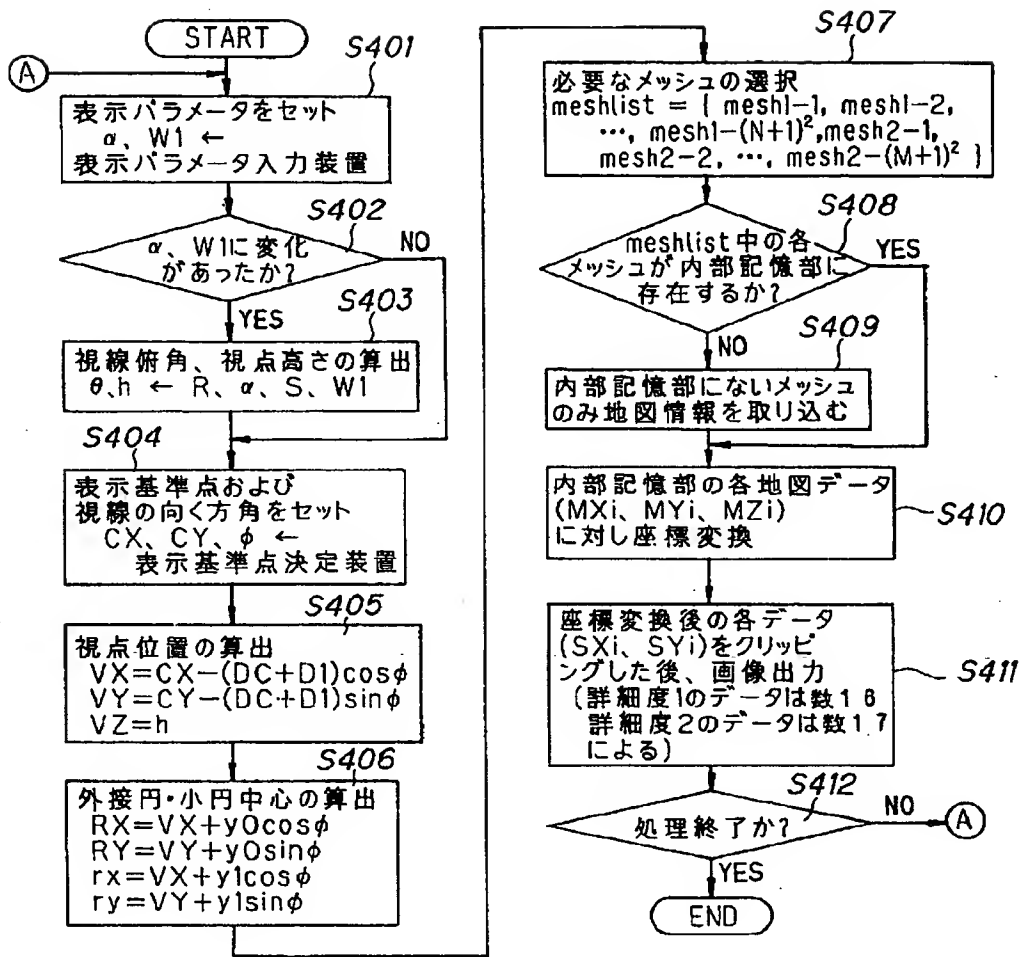 START
A
S401
表示パラメータをセット
α、W1 ←
表示パラメータ入力装置
S402
α、W1に変化
があったか?
NO
YES
S403
視線俯角、視点高さの算出
θ、h ← R、α、S、W1
S404
表示基準点および
視線の向く方角をセット
CX、CY、φ ←
表示基準点決定装置
S405
視点位置の算出
VX=CX-(DC+D1)cosφ
VY=CY-(DC+D1)sinφ
VZ=h
S406
外接円・小円中心の算出
RX=VX+y0cosφ
RY=VY+y0sinφ
rx=VX+y1cosφ
ry=VY+y1sinφ
S407
必要なメッシュの選択
meshlist = { mesh1-1, mesh1-2,
…, mesh1-(N+1)²,mesh2-1,
mesh2-2, …, mesh2-(M+1)² }
S408
meshlist 中の各
メッシュが内部記憶部に
存在するか?
YES
NO
S409
内部記憶部にないメッシュ
のみ地図情報を取り込む
内部記憶部の各地図データ
(MXi、MYi、MZi)
に対し座標変換
S410
座標変換後の各データ
(SXi、SYi)をクリッピ
ングした後、画像出力
(詳細度1のデータは数16
詳細度2のデータは数17
による)
S411
S412
処理終了か?
NO
A
YES
END